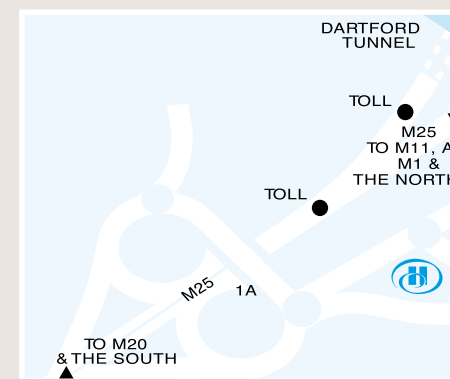 DARTFORD
TUNNEL
TOLL
M25
TO M11, A
M1 &
THE NORTH
TOLL
M25
1A
TO M20
& THE SOUTH